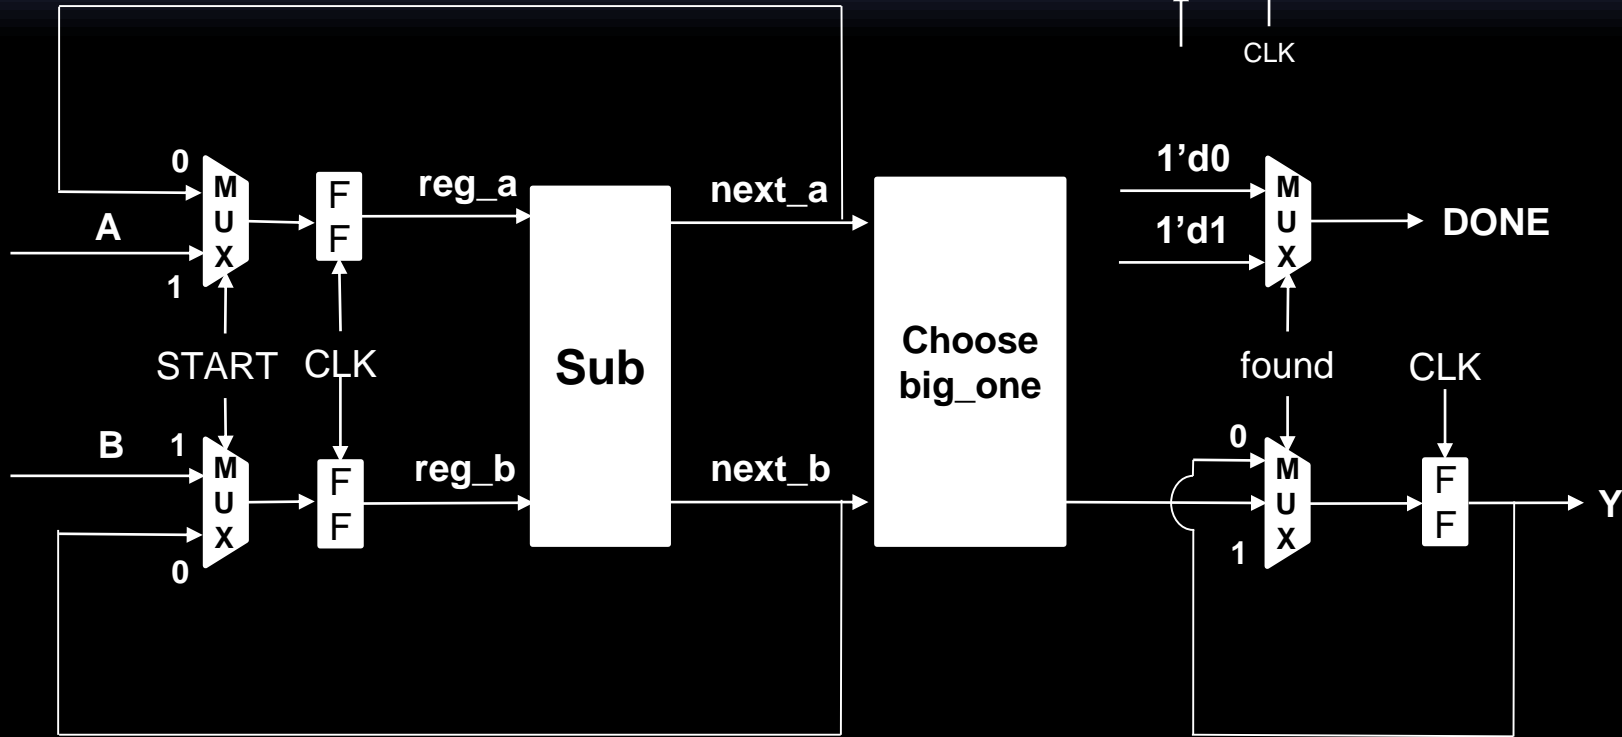 CLK
0
M
U
X
A
1
F
F
reg_a
next_a
1'd0
1'd1
M
U
X
DONE
START
CLK
Sub
Choose
big_one
found
CLK
B
1
M
U
X
0
F
F
reg_b
next_b
0
M
U
X
1
F
F
Y